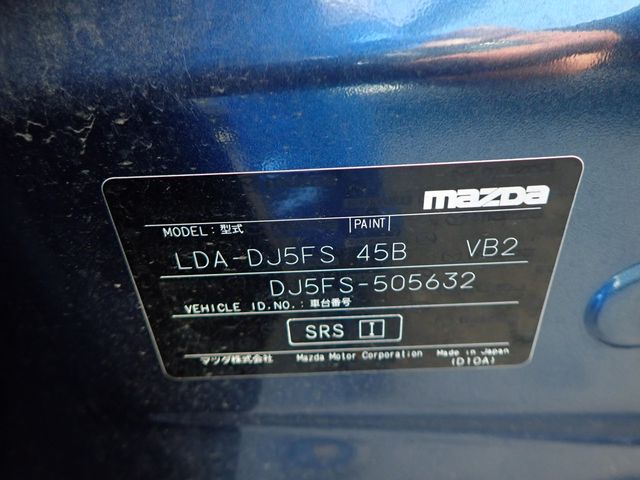 mazda
MODEL:型式 PAINT
LDA-DJ5FS 45B VB2
DJ5FS-505632
VEHICLE ID.NO.:車台番号
SRS I
マツダ株式会社 Mazda Motor Corporation Made in Japan
(D10A)